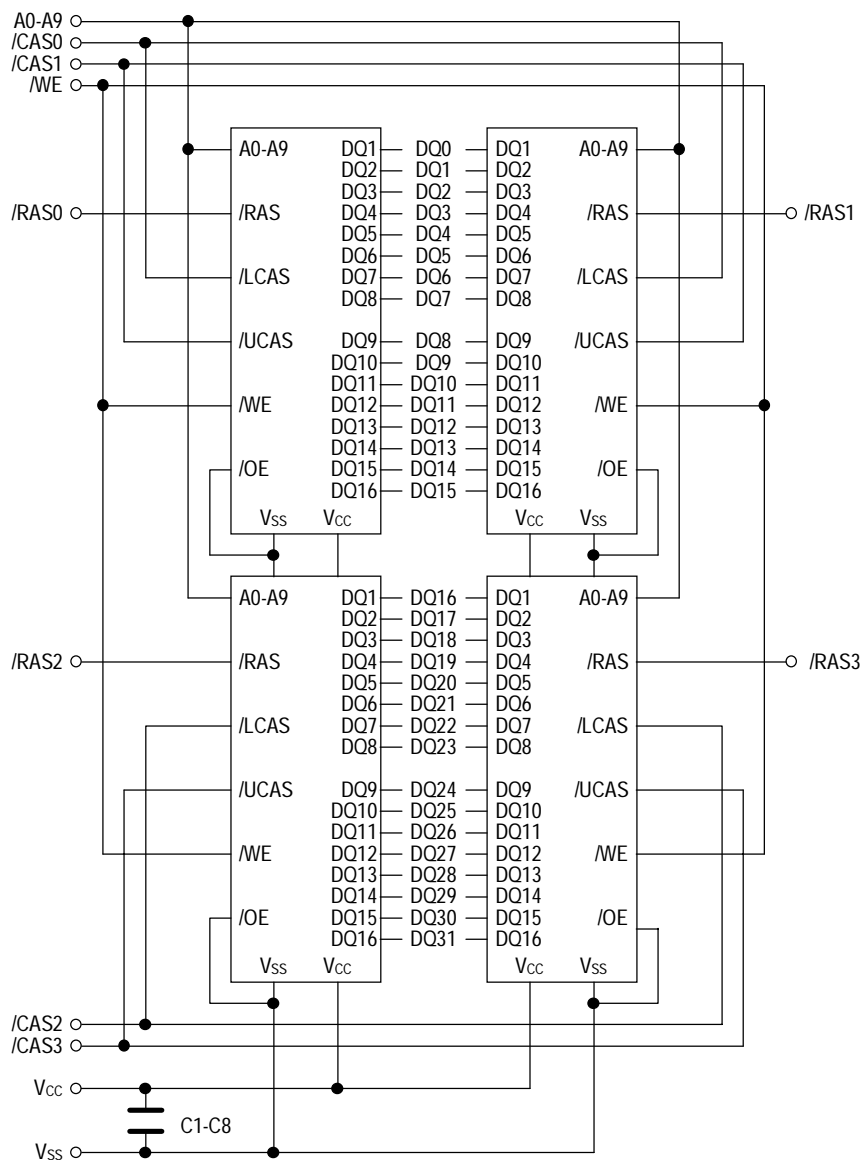 A0-A9
/CAS0
/CAS1
/WE
A0-A9 DQ1 DQ0 DQ1 A0-A9
DQ2 DQ1 DQ2
DQ3 DQ2 DQ3
/RAS0 /RAS DQ4 DQ3 DQ4 /RAS /RAS1
DQ5 DQ4 DQ5
DQ6 DQ5 DQ6
/LCAS DQ7 DQ6 DQ7 /LCAS
DQ8 DQ7 DQ8
/UCAS DQ9 DQ8 DQ9 /UCAS
DQ10 DQ9 DQ10
DQ11 DQ10 DQ11
/WE DQ12 DQ11 DQ12 /WE
DQ13 DQ12 DQ13
DQ14 DQ13 DQ14
/OE DQ15 DQ14 DQ15 /OE
DQ16 DQ15 DQ16
VSS VCC VCC VSS
A0-A9 DQ1 DQ16 DQ1 A0-A9
DQ2 DQ17 DQ2
DQ3 DQ18 DQ3
/RAS2 /RAS DQ4 DQ19 DQ4 /RAS /RAS3
DQ5 DQ20 DQ5
DQ6 DQ21 DQ6
/LCAS DQ7 DQ22 DQ7 /LCAS
DQ8 DQ23 DQ8
/UCAS DQ9 DQ24 DQ9 /UCAS
DQ10 DQ25 DQ10
DQ11 DQ26 DQ11
/WE DQ12 DQ27 DQ12 /WE
DQ13 DQ28 DQ13
DQ14 DQ29 DQ14
/OE DQ15 DQ30 DQ15 /OE
DQ16 DQ31 DQ16
VSS VCC VCC VSS
/CAS2
/CAS3
VCC
C1-C8
VSS